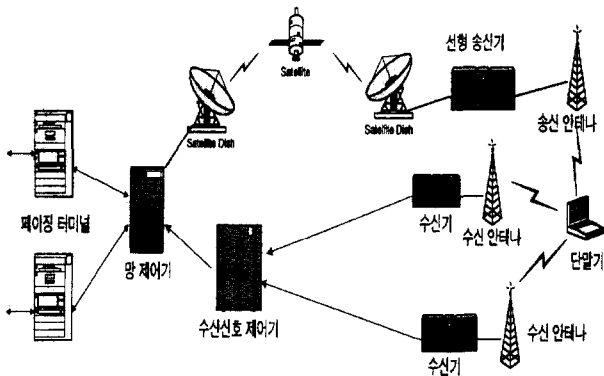 선형 송신기
Satellite
Satellite Dish
Satellite Dish
송신 안테나
페이징 터미널
망 제어기
수신기
수신 안테나
단말기
수신신호 제어기
수신기
수신 안테나